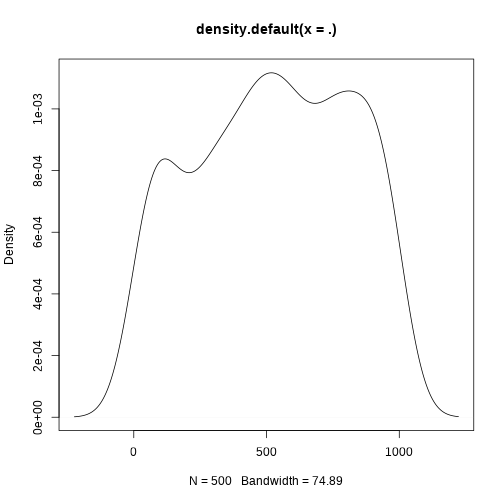 density.default(x = .)
1e-03
8e-04
6e-04
4e-04
2e-04
0e+00
Density
0 500 1000
N = 500 Bandwidth = 74.89